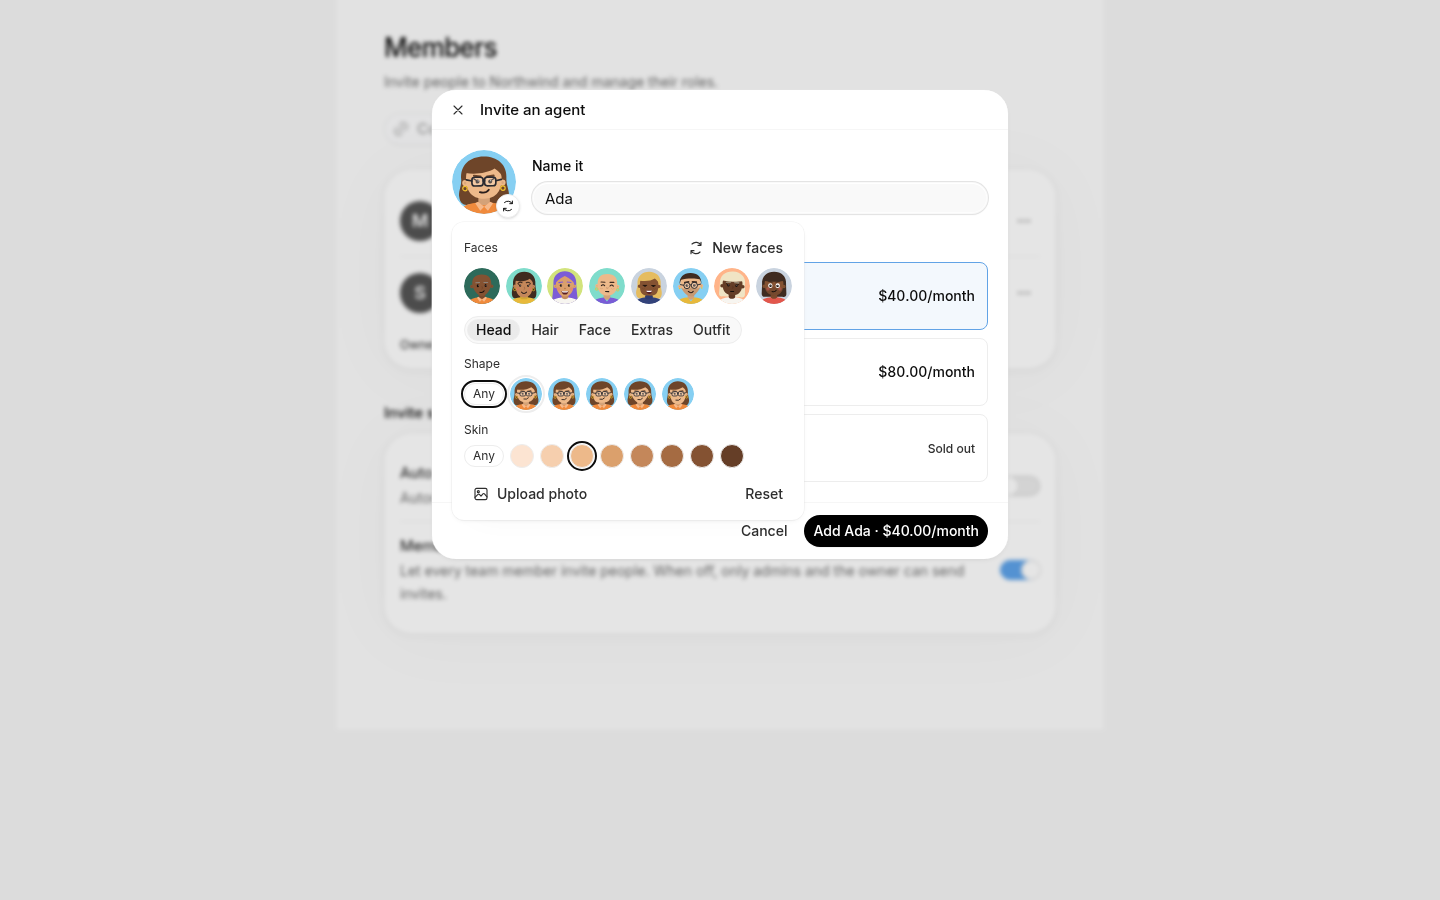 Members
Invite people to Northwind and manage their roles.
Invite an agent
Name it
Ada
Faces
New faces
$40.00/month
Head Hair Face Extras Outfit
Shape
$80.00/month
Any
Skin
Any
Sold out
Upload photo
Reset
Cancel
Add Ada · $40.00/month
M
S
Invite
Let every team member invite people. When off, only admins and the owner can send
invites.